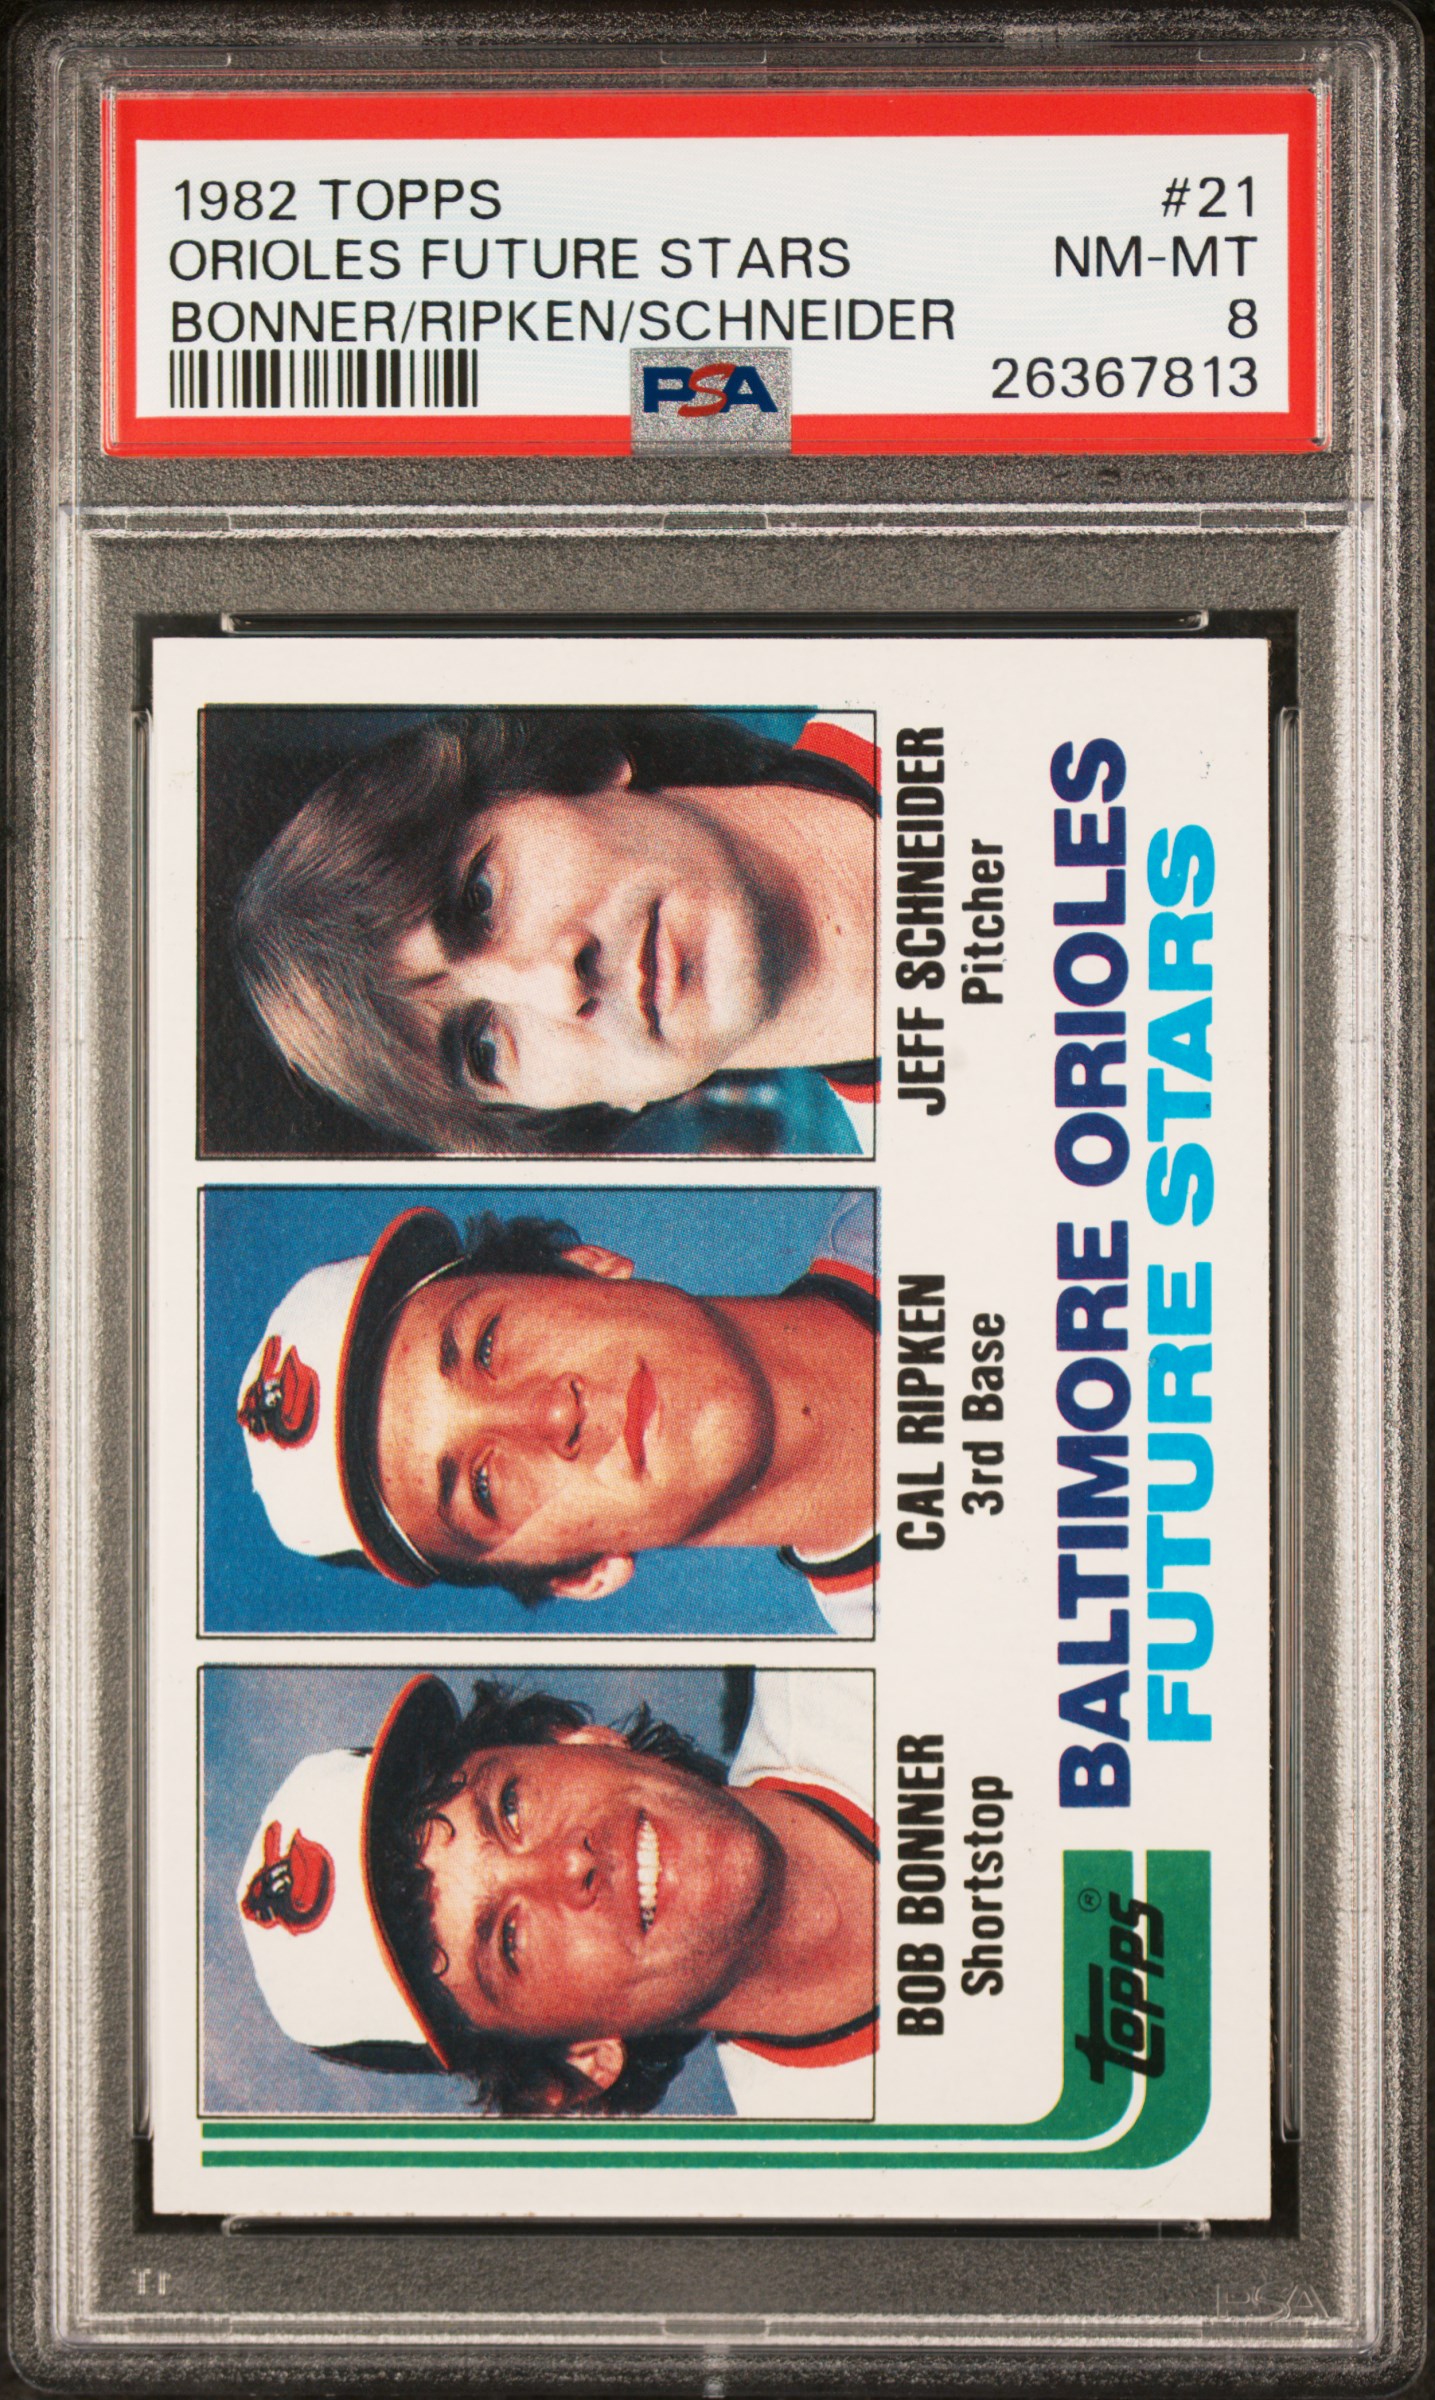 1982 TOPPS #21
ORIOLES FUTURE STARS NM-MT
BONNER/RIPKEN/SCHNEIDER 8
PSA 26367813
BOB BONNER
Shortstop
CAL RIPKEN
3rd Base
JEFF SCHNEIDER
Pitcher
Topps®
BALTIMORE ORIOLES
FUTURE STARS
PSA